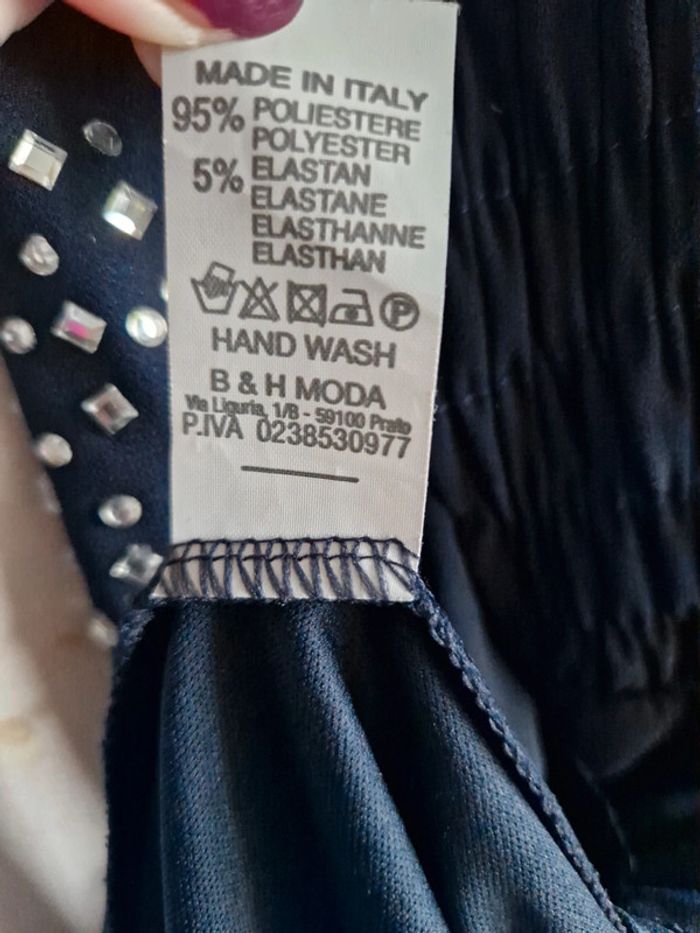 MADE IN ITALY
95% POLIESTERE
POLYESTER
5% ELASTAN
ELASTANE
ELASTHANNE
ELASTHAN
P
HAND WASH
B & H MODA
Via Liguria, 1/B - 59100 Prato
P.IVA 0238530977